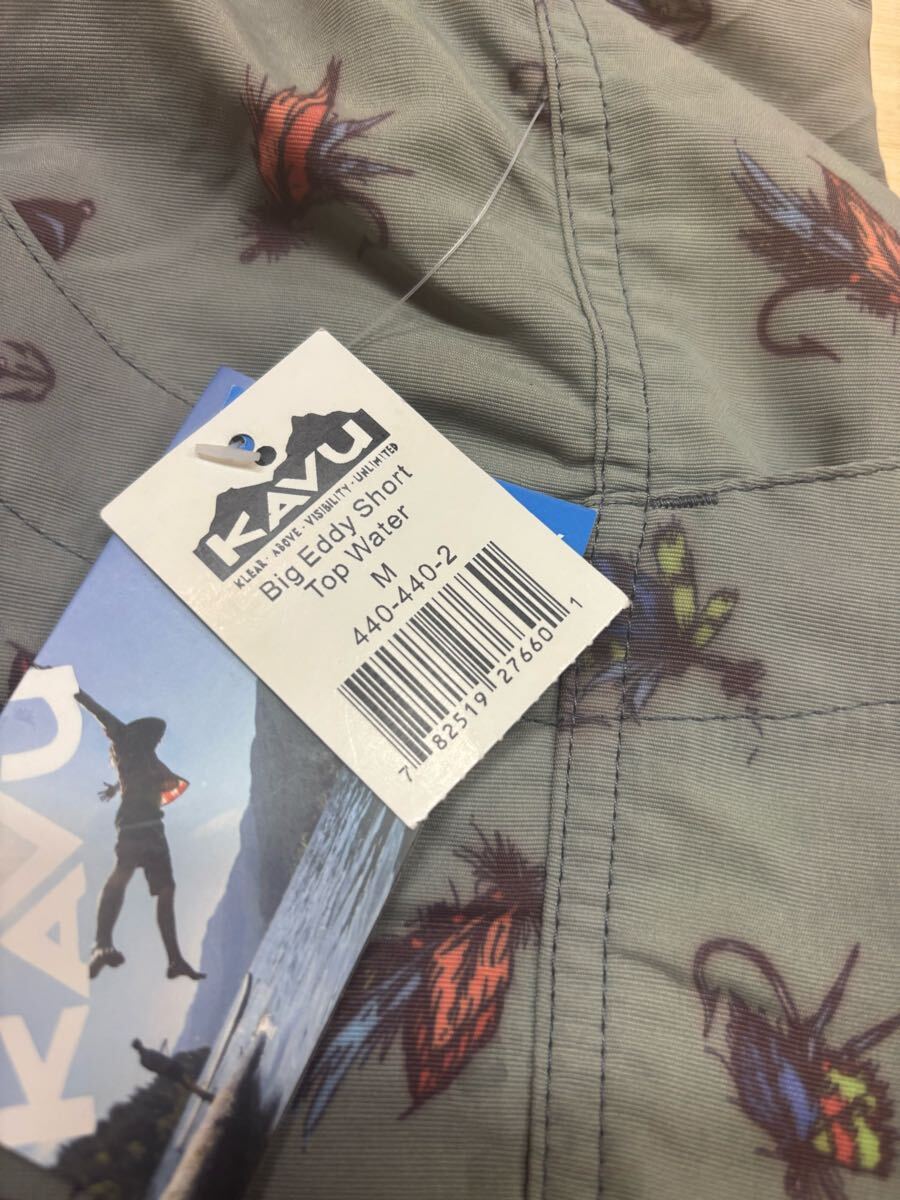 KAVU
KLEAR · ABOVE · VISIBILITY · UNLIMITED
Big Eddy Short
Top Water
M
440-440-2
7 82519 27660 1
KAVU